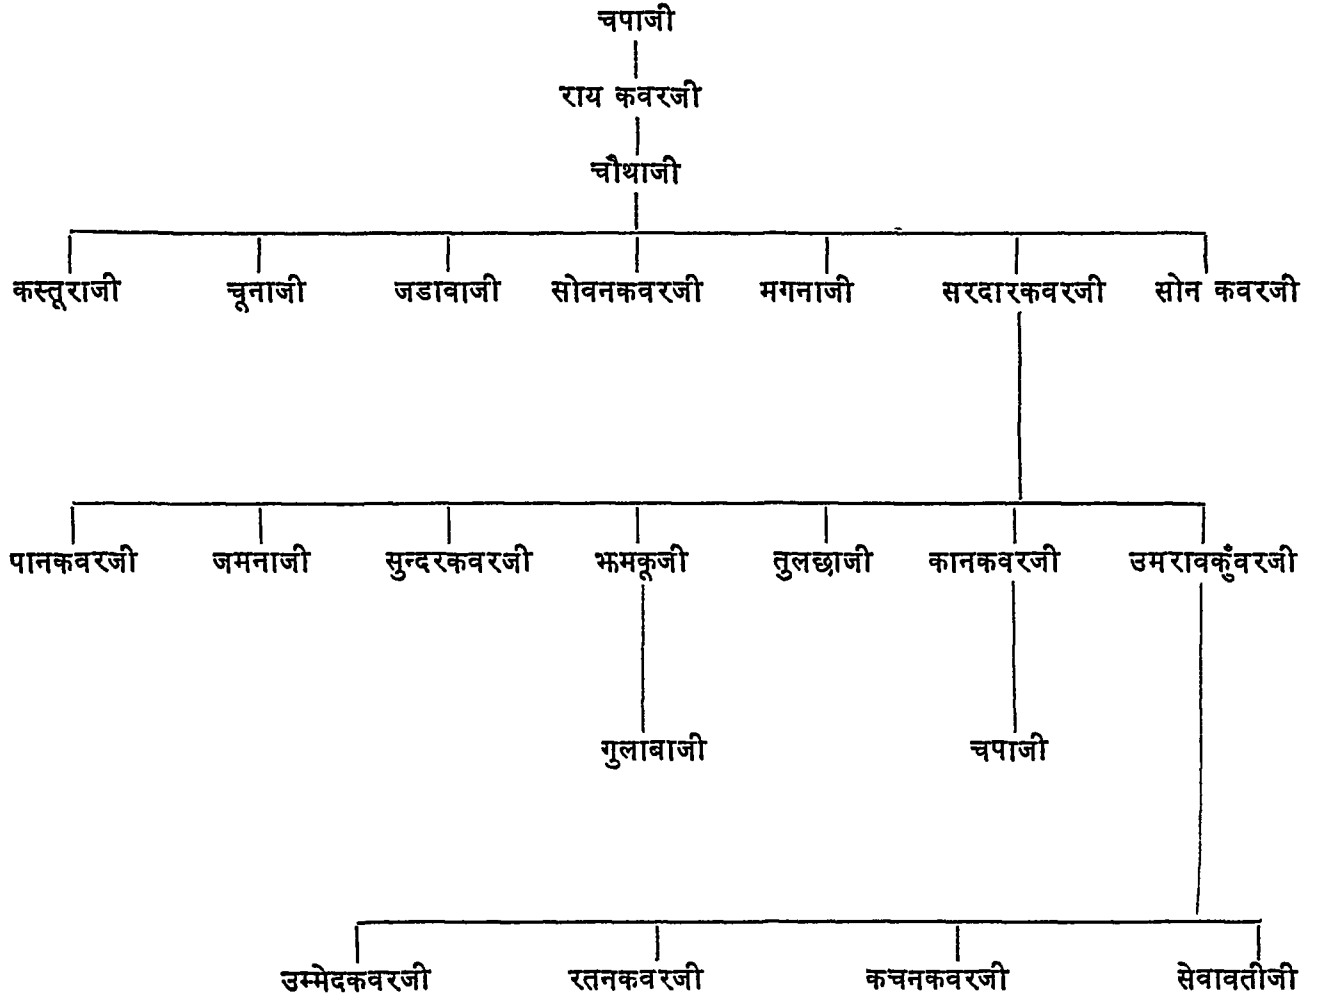 चपाजी
राय कवरजी
चौथाजी
कस्तूराजी चूनाजी जडावाजी सोवनकवरजी मगनाजी सरदारकवरजी सोन कवरजी
पानकवरजी जमनाजी सुन्दरकवरजी झमकूजी तुलछाजी कानकवरजी उमरावकुँवरजी
गुलाबाजी चपाजी
उम्मेदकवरजी रतनकवरजी कचनकवरजी सेवावतीजी